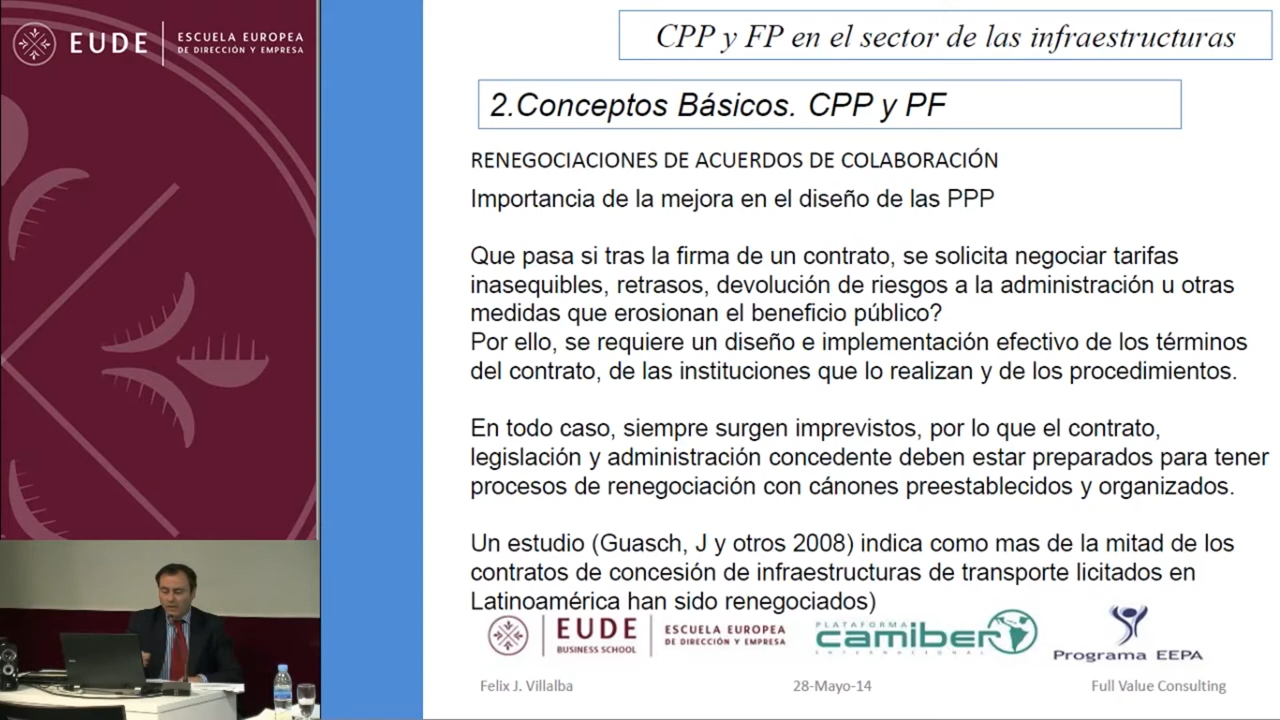 EUDE
ESCUELA EUROPEA
DE DIRECCIÓN Y EMPRESA
CPP y FP en el sector de las infraestructuras
2.Conceptos Básicos. CPP y PF
RENEGOCIACIONES DE ACUERDOS DE COLABORACIÓN
Importancia de la mejora en el diseño de las PPP
Que pasa si tras la firma de un contrato, se solicita negociar tarifas
inasequibles, retrasos, devolución de riesgos a la administración u otras
medidas que erosionan el beneficio público?
Por ello, se requiere un diseño e implementación efectivo de los términos
del contrato, de las instituciones que lo realizan y de los procedimientos.
En todo caso, siempre surgen imprevistos, por lo que el contrato,
legislación y administración concedente deben estar preparados para tener
procesos de renegociación con cánones preestablecidos y organizados.
Un estudio (Guasch, J y otros 2008) indica como mas de la mitad de los
contratos de concesión de infraestructuras de transporte licitados en
Latinoamérica han sido renegociados)
EUDE
BUSINESS SCHOOL
ESCUELA EUROPEA
DE DIRECCIÓN Y EMPRESA
PLATAFORMA
camiber
INTERNACIONAL
Programa EEPA
Felix J. Villalba
28-Mayo-14
Full Value Consulting